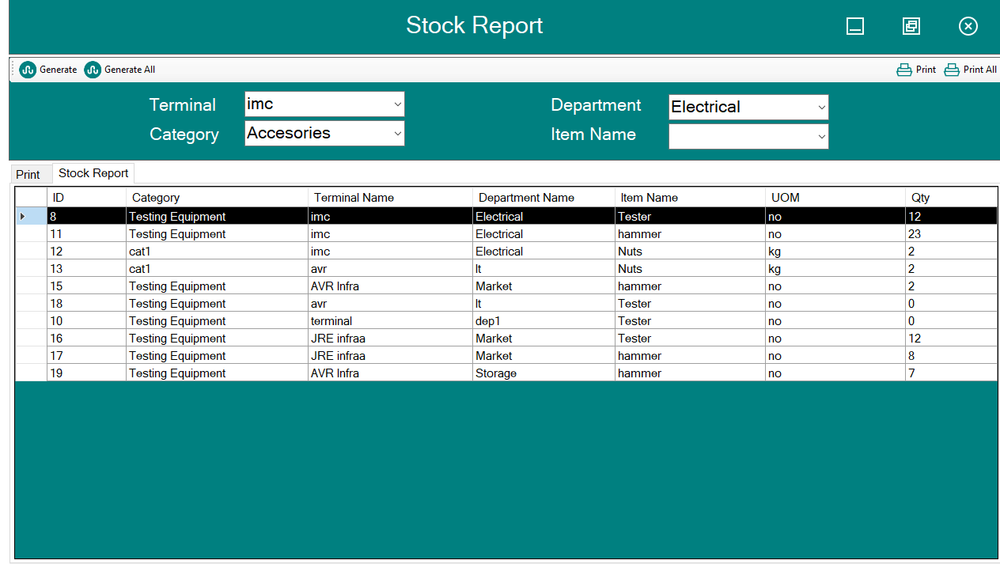 Stock Report
Generate Generate All Print Print All
Terminal imc Department Electrical
Category Accesories Item Name
Print Stock Report
ID Category Terminal Name Department Name Item Name UOM Qty
8 Testing Equipment imc Electrical Tester no 12
11 Testing Equipment imc Electrical hammer no 23
12 cat1 imc Electrical Nuts kg 2
13 cat1 avr lt Nuts kg 2
15 Testing Equipment AVR Infra Market hammer no 2
18 Testing Equipment avr lt Tester no 0
10 Testing Equipment terminal dep1 Tester no 0
16 Testing Equipment JRE infraa Market Tester no 12
17 Testing Equipment JRE infraa Market hammer no 8
19 Testing Equipment AVR Infra Storage hammer no 7